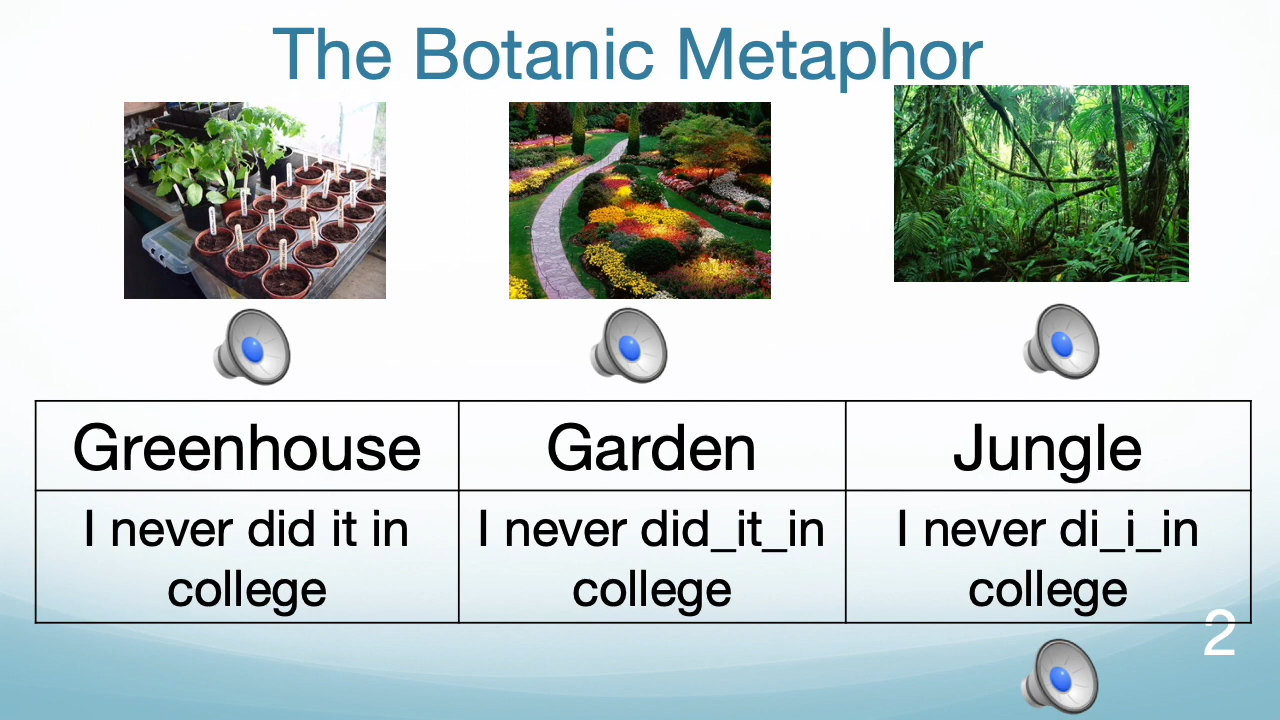 The Botanic Metaphor
Greenhouse
Garden
Jungle
I never did it in
college
I never did_it_in
college
I never di_i_in
college
2